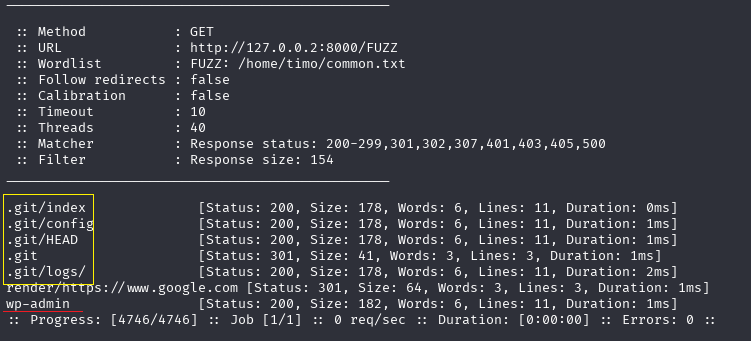 :: Method : GET
:: URL : http://127.0.0.2:8000/FUZZ
:: Wordlist : FUZZ: /home/timo/common.txt
:: Follow redirects : false
:: Calibration : false
:: Timeout : 10
:: Threads : 40
:: Matcher : Response status: 200-299,301,302,307,401,403,405,500
:: Filter : Response size: 154
.git/index [Status: 200, Size: 178, Words: 6, Lines: 11, Duration: 0ms]
.git/config [Status: 200, Size: 178, Words: 6, Lines: 11, Duration: 1ms]
.git/HEAD [Status: 200, Size: 178, Words: 6, Lines: 11, Duration: 1ms]
.git [Status: 301, Size: 41, Words: 3, Lines: 3, Duration: 1ms]
.git/logs/ [Status: 200, Size: 178, Words: 6, Lines: 11, Duration: 2ms]
render/https://www.google.com [Status: 301, Size: 64, Words: 3, Lines: 3, Duration: 1ms]
wp-admin [Status: 200, Size: 182, Words: 6, Lines: 11, Duration: 1ms]
:: Progress: [4746/4746] :: Job [1/1] :: 0 req/sec :: Duration: [0:00:00] :: Errors: 0 ::